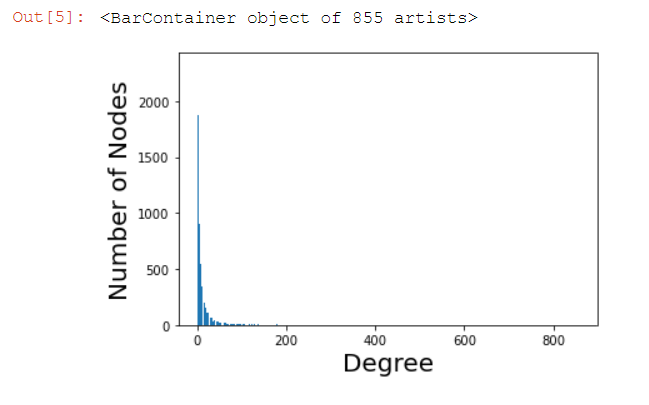 Out[5]: <BarContainer object of 855 artists>
Number of Nodes
2000
1500
1000
500
0
0 200 400 600 800
Degree